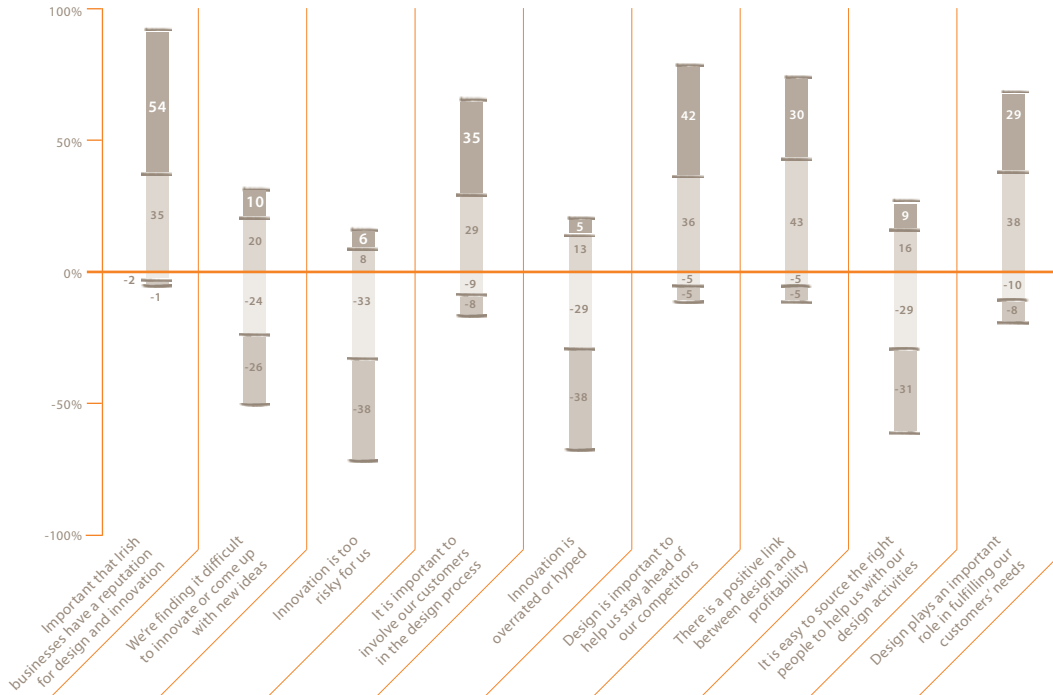 100%
50%
0%
-50%
-100%
54
35
-2
-1
10
20
-24
-26
6
8
-33
-38
35
29
-9
-8
5
13
-29
-38
42
36
-5
-5
30
43
-5
-5
9
16
-29
-31
29
38
-10
-8
Important that Irish
businesses have a reputation
for design and innovation
We're finding it difficult
to innovate or come up
with new ideas
Innovation is too
risky for us
It is important to
involve our customers
in the design process
Innovation is
overrated or hyped
Design is important to
help us stay ahead of
our competitors
There is a positive link
between design and
profitability
It is easy to source the right
people to help us with our
design activities
Design plays an important
role in fulfilling our
customers' needs